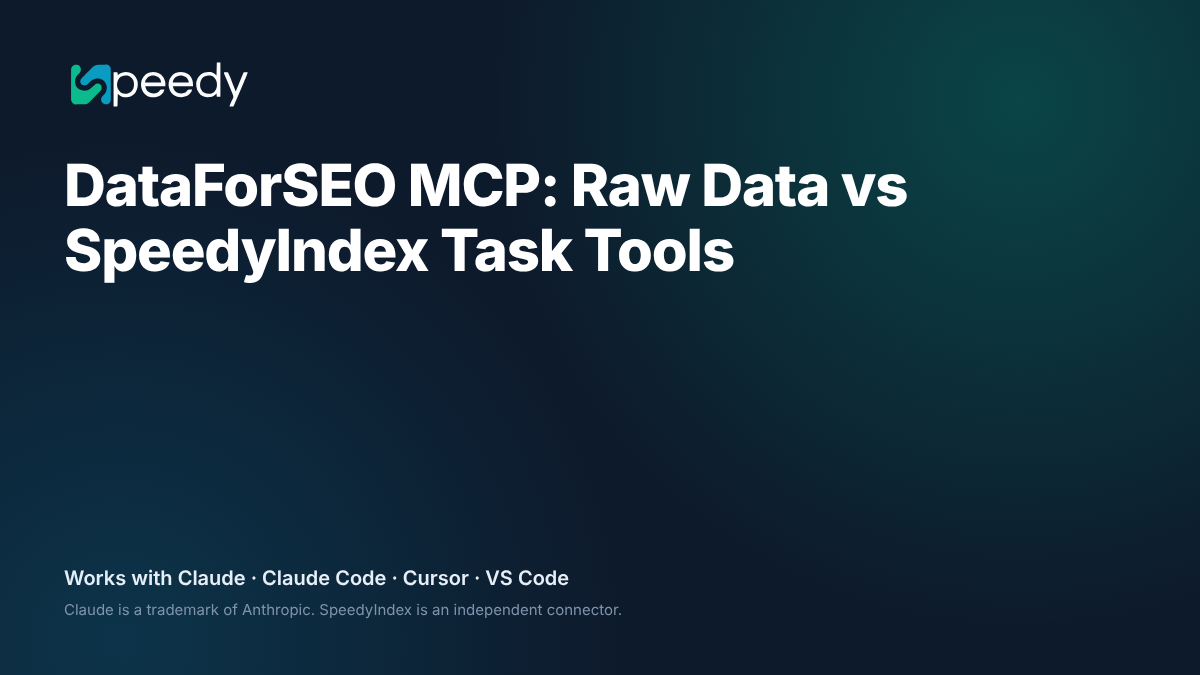 Speedy
DataForSEO MCP: Raw Data vs
SpeedyIndex Task Tools
Works with Claude · Claude Code · Cursor · VS Code
Claude is a trademark of Anthropic. SpeedyIndex is an independent connector.